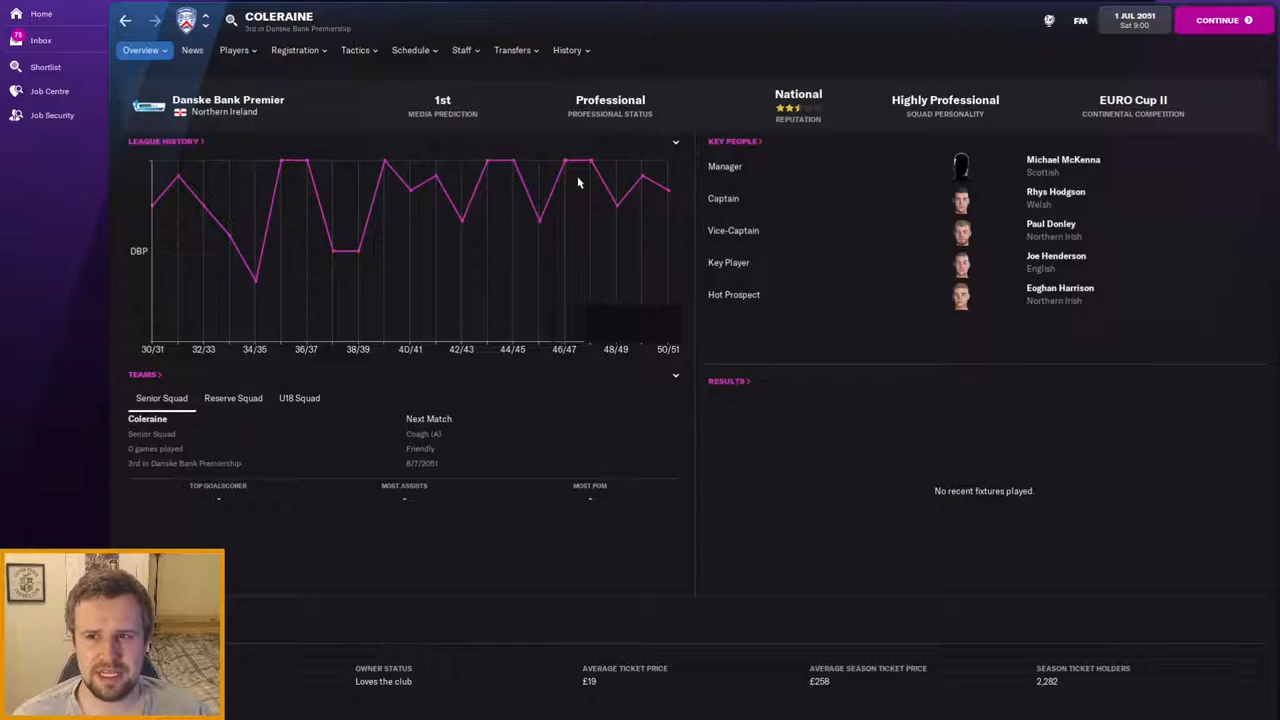 Home
75
Inbox
Shortlist
Job Centre
Job Security
COLERAINE
3rd in Danske Bank Premiership
FM
1 JUL 2051
Sat 9:00
CONTINUE
Overview
News
Players
Registration
Tactics
Schedule
Staff
Transfers
History
Danske Bank Premier
Northern Ireland
1st
MEDIA PREDICTION
Professional
PROFESSIONAL STATUS
National
REPUTATION
Highly Professional
SQUAD PERSONALITY
EURO Cup II
CONTINENTAL COMPETITION
LEAGUE HISTORY >
DBP
30/31
32/33
34/35
36/37
38/39
40/41
42/43
44/45
46/47
48/49
50/51
KEY PEOPLE >
Manager
Michael McKenna
Scottish
Captain
Rhys Hodgson
Welsh
Vice-Captain
Paul Donley
Northern Irish
Key Player
Joe Henderson
English
Hot Prospect
Eoghan Harrison
Northern Irish
TEAMS >
Senior Squad
Reserve Squad
U18 Squad
Coleraine
Senior Squad
0 games played
3rd in Danske Bank Premiership
Next Match
Coagh (A)
Friendly
8/7/2051
TOP GOALSCORER
-
MOST ASSISTS
-
MOST POM
-
RESULTS >
No recent fixtures played.
OWNER STATUS
Loves the club
AVERAGE TICKET PRICE
£19
AVERAGE SEASON TICKET PRICE
£258
SEASON TICKET HOLDERS
2,282